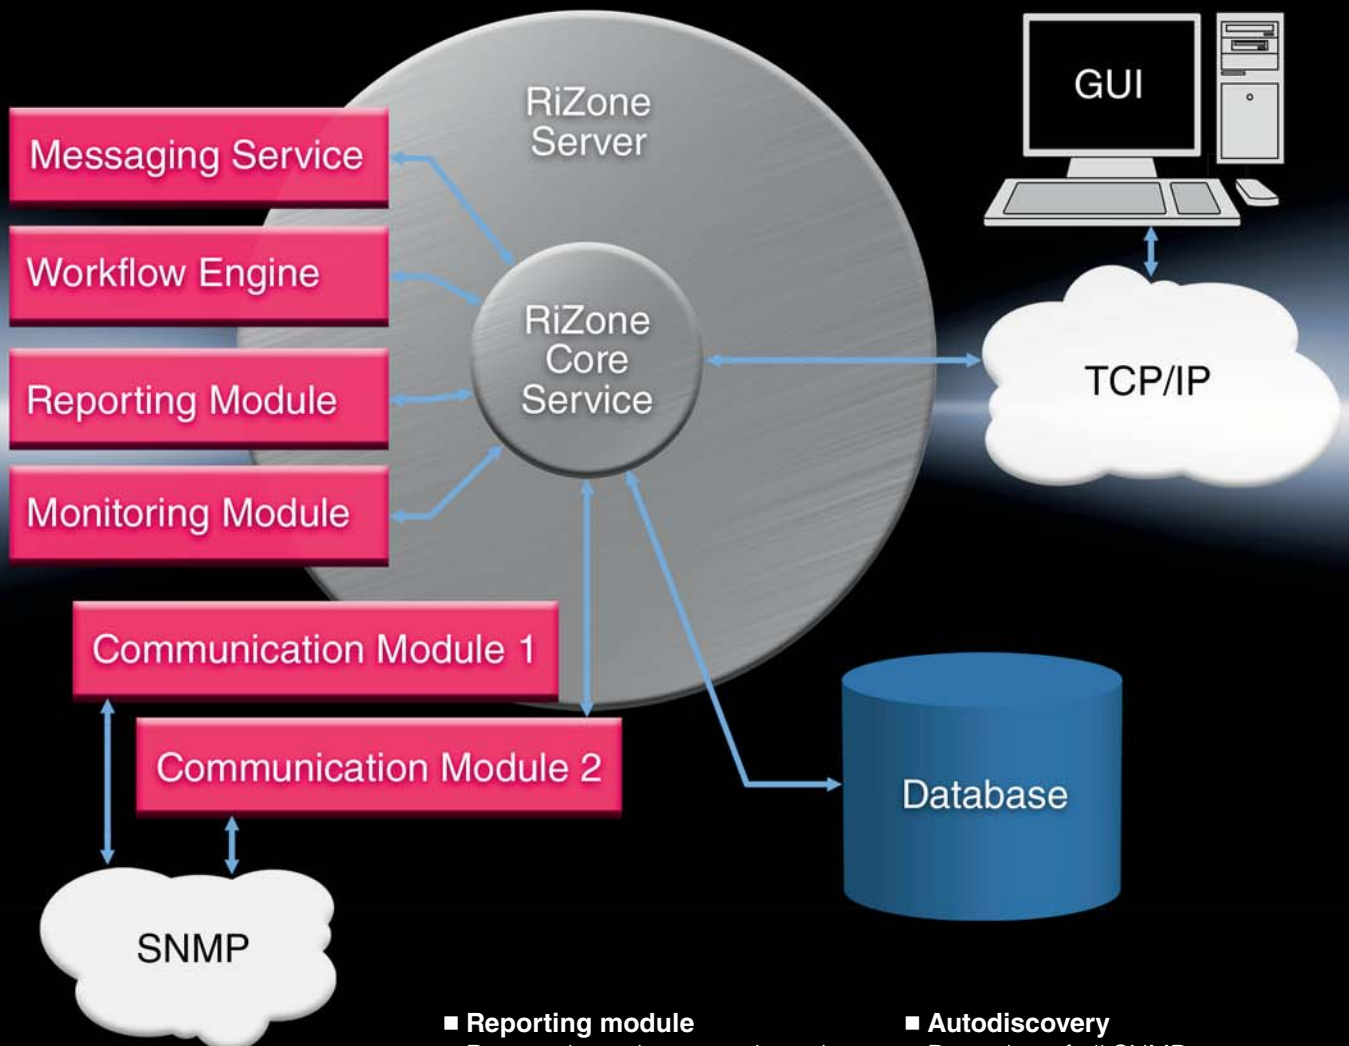 RiZone
Server
GUI
Messaging Service
Workflow Engine
RiZone
Core
Service
Reporting Module
TCP/IP
Monitoring Module
Communication Module 1
Communication Module 2
Database
SNMP
■ Reporting module
■ Autodiscovery